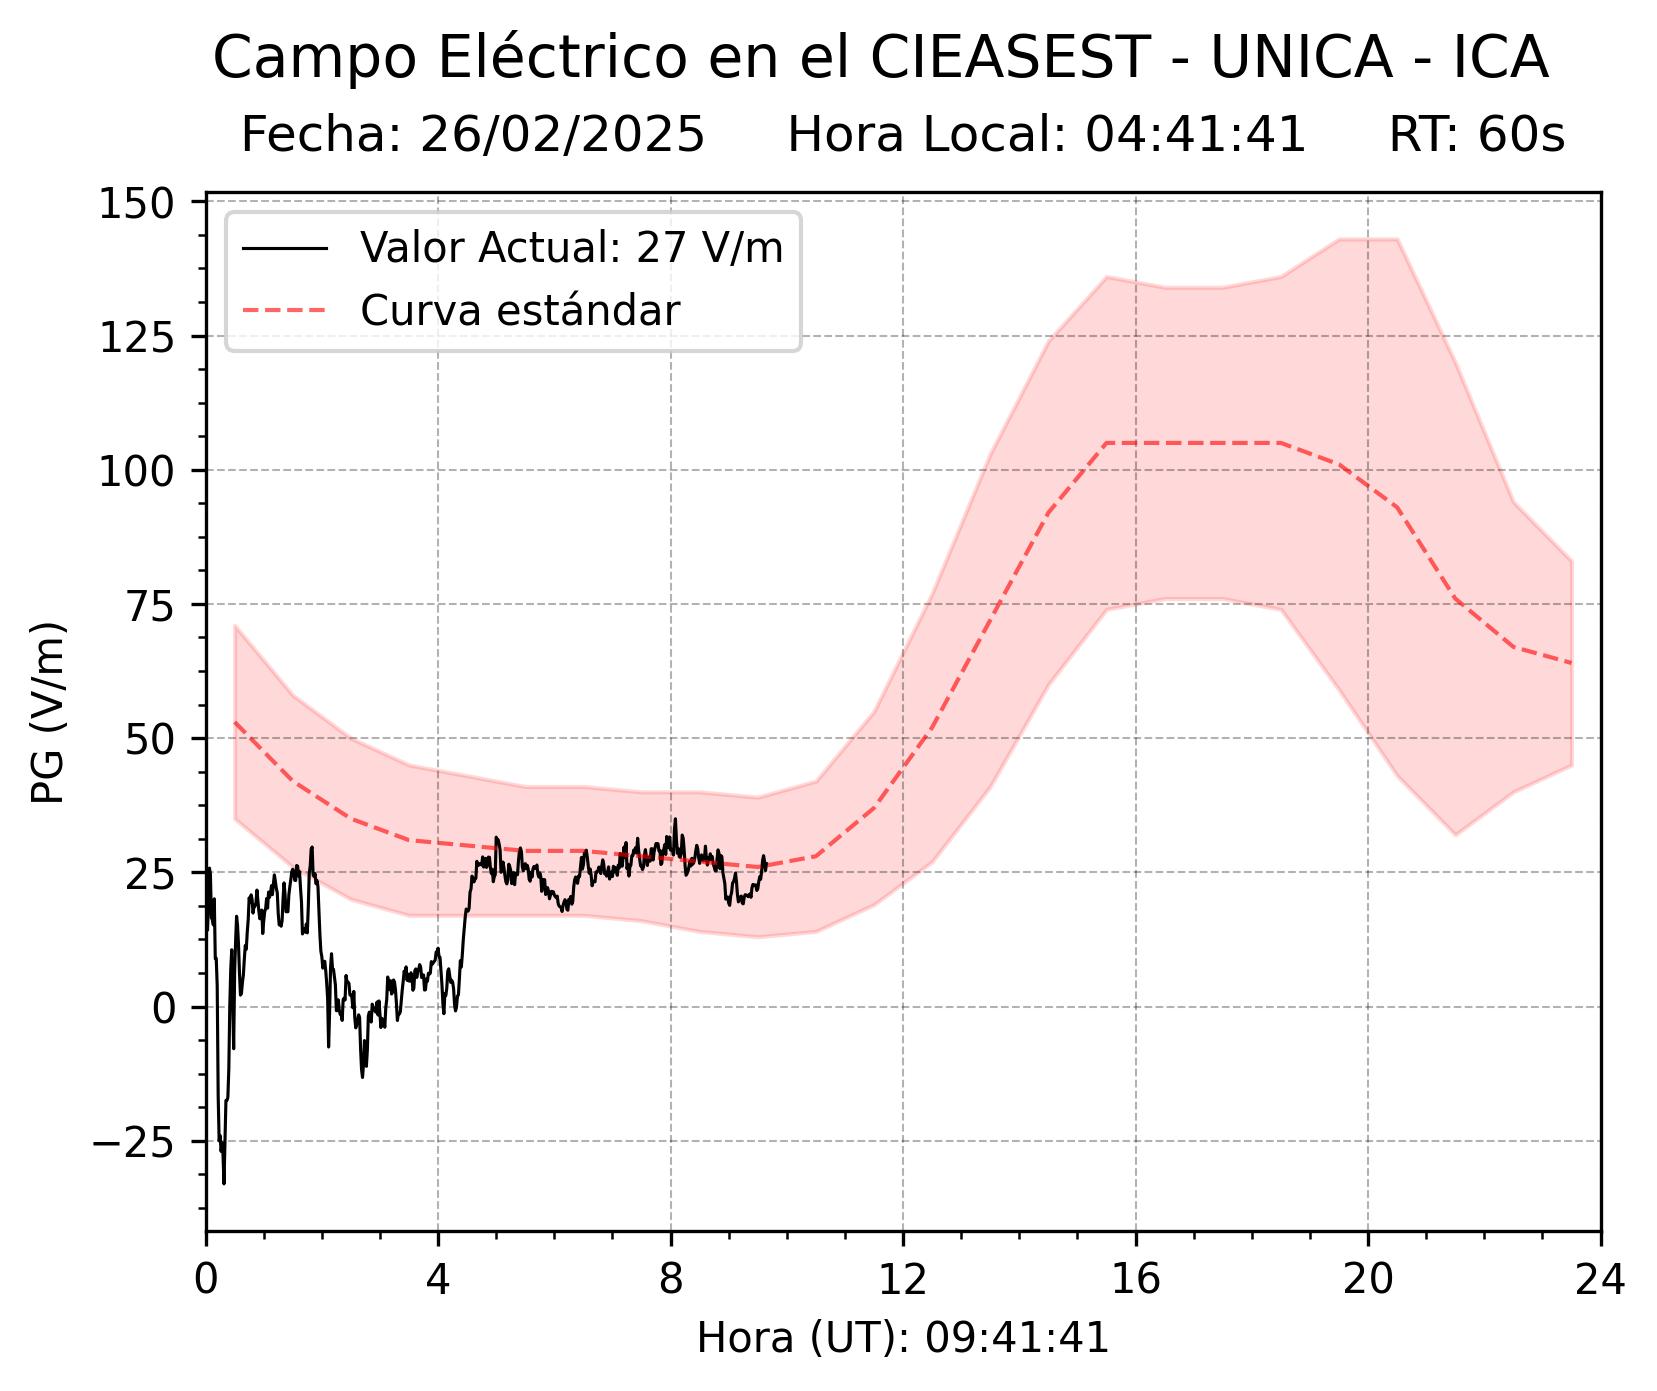 Campo Eléctrico en el CIEASEST - UNICA - ICA
Fecha: 26/02/2025 Hora Local: 04:41:41 RT: 60s
Valor Actual: 27 V/m
Curva estándar
PG (V/m)
150
125
100
75
50
25
0
−25
0 4 8 12 16 20 24
Hora (UT): 09:41:41